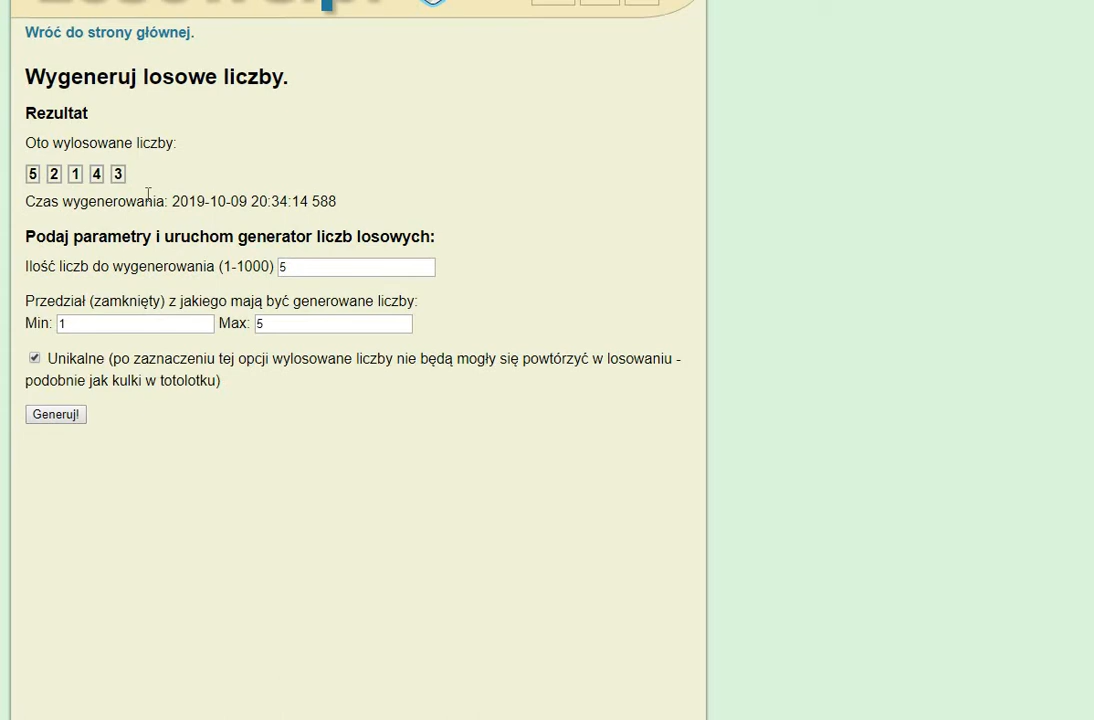 Wróć do strony głównej.
Wygeneruj losowe liczby.
Rezultat
Oto wylosowane liczby:
5 2 1 4 3
Czas wygenerowania: 2019-10-09 20:34:14 588
Podaj parametry i uruchom generator liczb losowych:
Ilość liczb do wygenerowania (1-1000) 5
Przedział (zamknięty) z jakiego mają być generowane liczby:
Min: 1 Max: 5
Unikalne (po zaznaczeniu tej opcji wylosowane liczby nie będą mogły się powtórzyć w losowaniu -
podobnie jak kulki w totolotku)
Generuj!